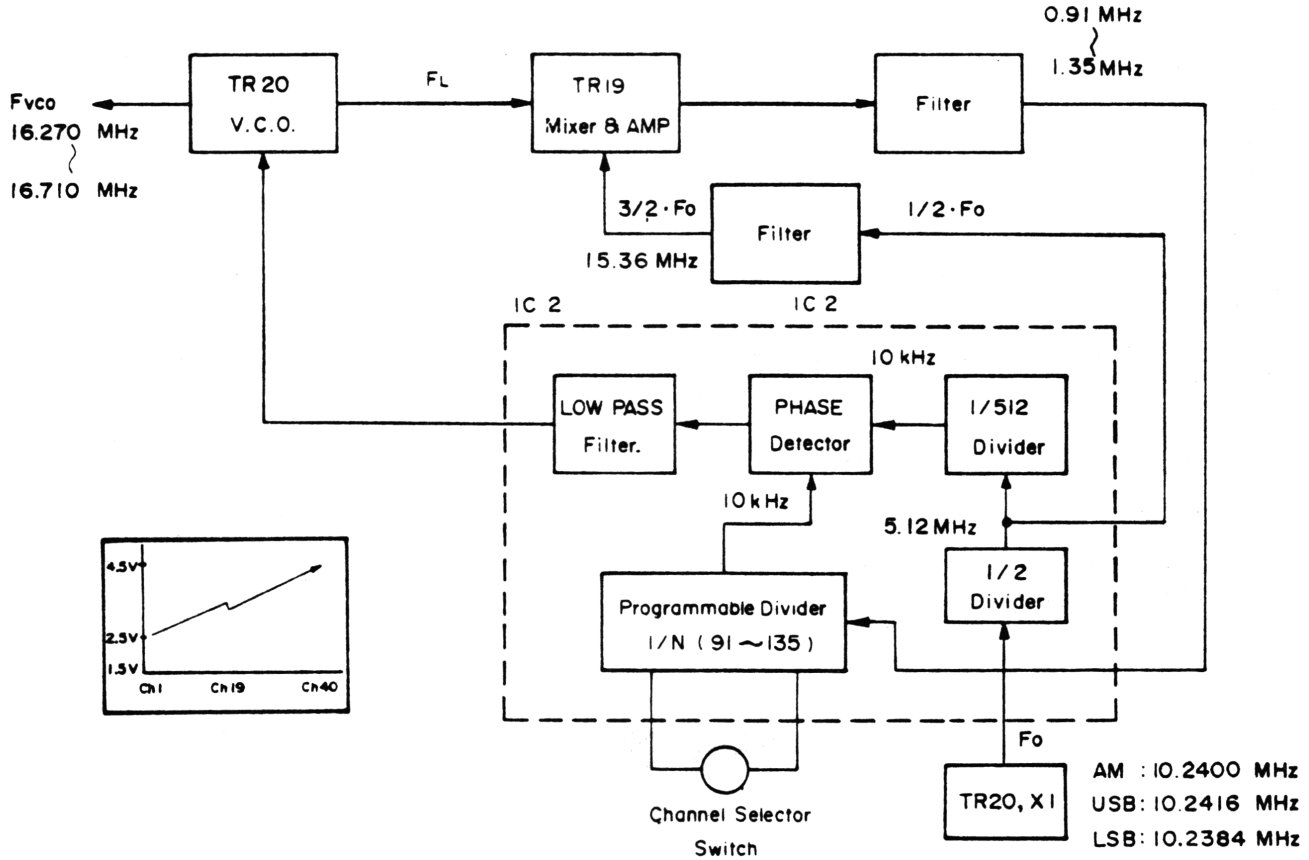 0.91 MHz
1.35 MHz
TR 20
V.C.O.
FL
TR 19
Mixer & AMP
Filter
Fvco
16.270 MHz
16.710 MHz
3/2·Fo
Filter
1/2·Fo
15.36 MHz
IC 2
IC 2
10 kHz
LOW PASS
Filter.
PHASE
Detector
1/512
Divider
10 kHz
5.12 MHz
1/2
Divider
Programmable Divider
1/N (91~135)
4.5V
2.5V
1.5V
Ch1
Ch19
Ch40
Fo
TR20, X1
AM : 10.2400 MHz
USB: 10.2416 MHz
LSB: 10.2384 MHz
Channel Selector
Switch